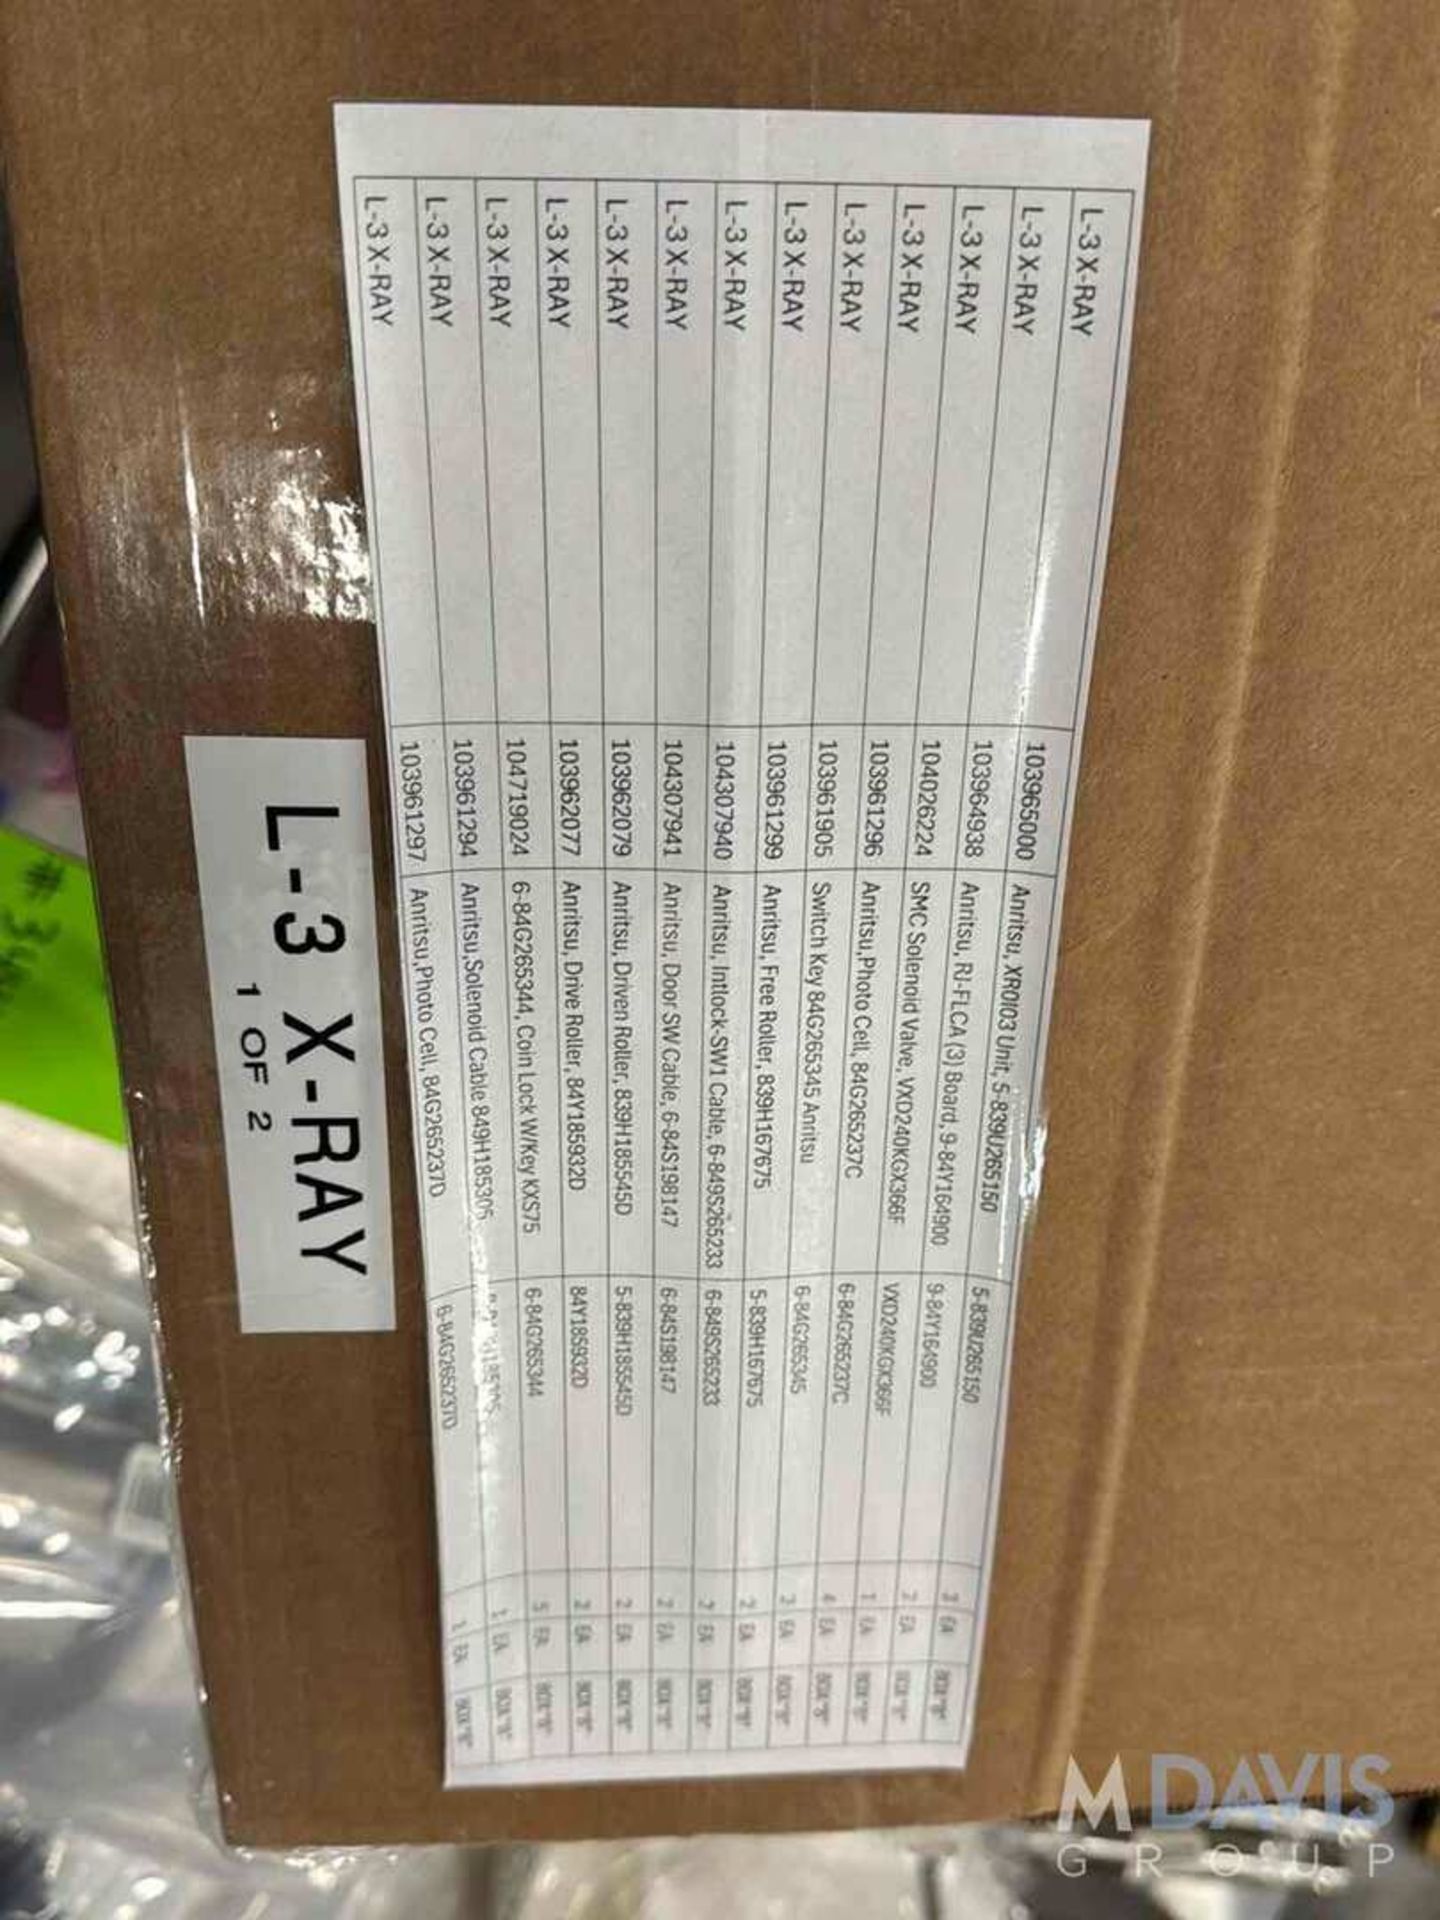 L-3 X-RAY 103965000 Anritsu, XR0I03 Unit, 5-839U265150 5-839U265150 EA
L-3 X-RAY 103964938 Anritsu, RJ-FLCA (3) Board, 9-84Y164900 9-84Y164900 2 EA
L-3 X-RAY 104026224 SMC Solenoid Valve, VXD240KGX366F VXD240KGX366F 1 EA
L-3 X-RAY 103961296 Anritsu,Photo Cell, 84G265237C 6-84G265237C 4 EA
L-3 X-RAY 103961905 Switch Key 84G265345 Anritsu 6-84G265345 EA
L-3 X-RAY 103961299 Anritsu, Free Roller, 839H167675 5-839H167675 2 EA
L-3 X-RAY 104307940 Anritsu, Intlock-SW1 Cable, 6-849S265233 6-849S265233 2 EA
L-3 X-RAY 104307941 Anritsu, Door SW Cable, 6-84S198147 6-84S198147 2 EA
L-3 X-RAY 103962079 Anritsu, Driven Roller, 839H185545D 5-839H185545D 2 EA
L-3 X-RAY 103962077 Anritsu, Drive Roller, 84Y185932D 84Y185932D EA
L-3 X-RAY 104719024 6-84G265344, Coin Lock W/Key KXS75 6-84G265344 5 EA BOX
L-3 X-RAY 103961294 Anritsu,Solenoid Cable 849H185305 1 EA BOX
L-3 X-RAY 103961297 Anritsu,Photo Cell, 84G265237D 6-84G265237D 1 EA BOX
L-3 X-RAY
1 OF 2
M DAVIS
GROUP